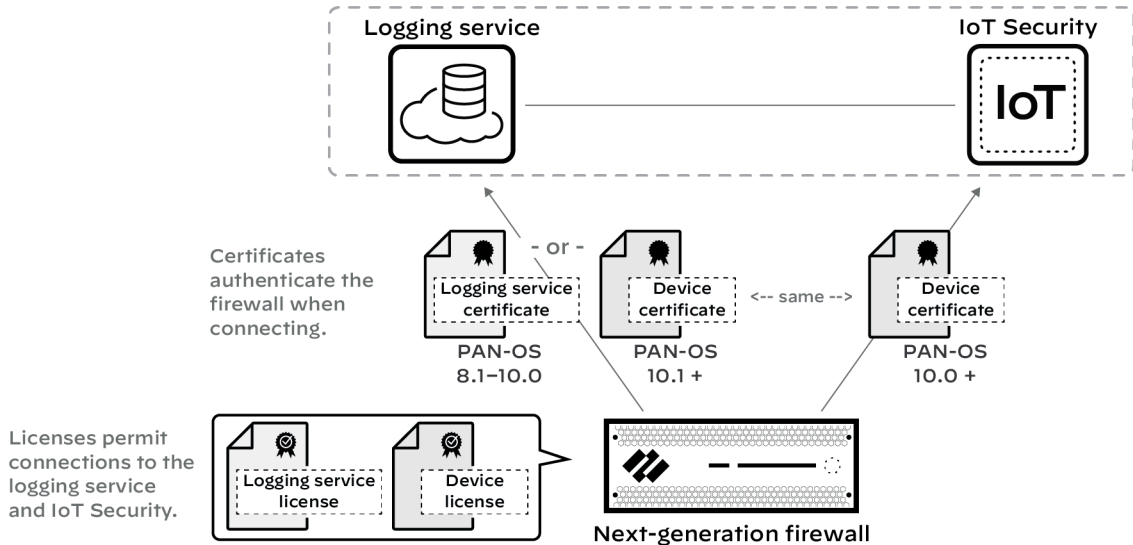 Logging service
IoT Security
IoT
Certificates
authenticate the
firewall when
connecting.
- or -
Logging service
certificate
Device
certificate
<-- same -->
Device
certificate
PAN-OS
8.1–10.0
PAN-OS
10.1 +
PAN-OS
10.0 +
Licenses permit
connections to the
logging service
and IoT Security.
Logging service
license
Device
license
Next-generation firewall